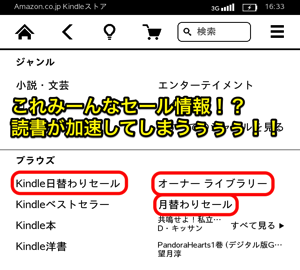 Amazon.co.jp Kindleストア 3G 16:33
検索
ジャンル
小説・文芸 エンターテイメント
これみーんなセール情報！？
読書が加速してしまうぅぅぅ！！
を見る
ブラウズ
Kindle日替わりセール オーナー ライブラリー
Kindleベストセラー 月替わりセール
Kindle本 共鳴せよ！私立… すべて見る
D・キッサン
Kindle洋書 PandoraHearts1巻 (デジタル版G…
望月淳